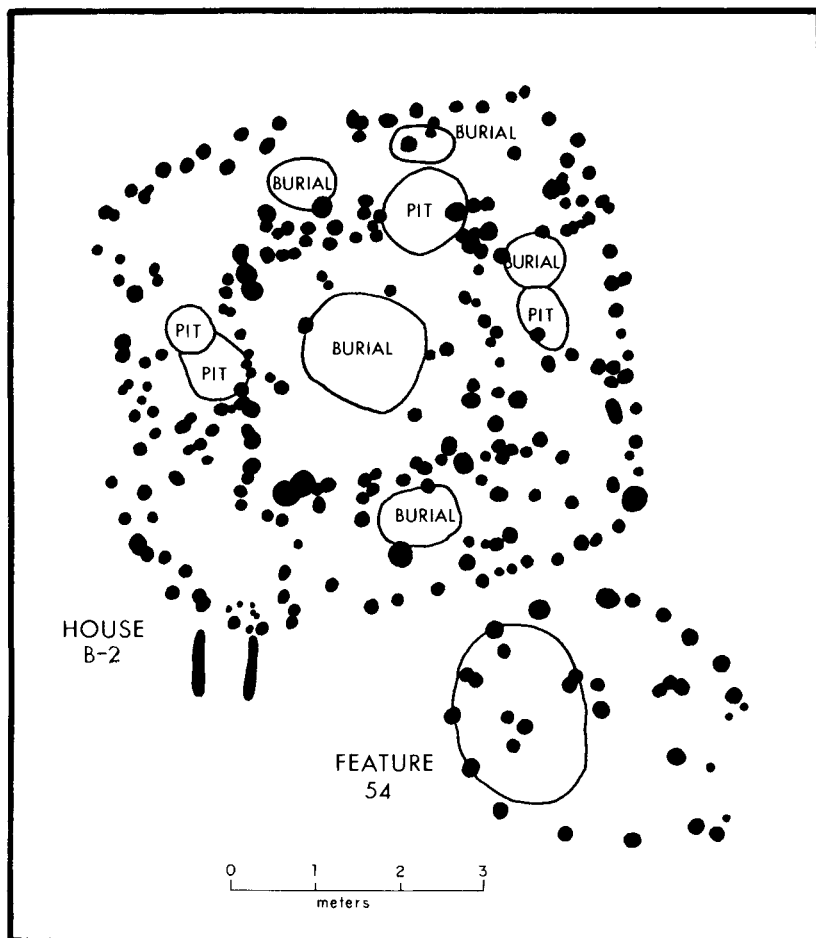 BURIAL
BURIAL
PIT
BURIAL
PIT
PIT
PIT
BURIAL
BURIAL
HOUSE
B-2
FEATURE
54
0 1 2 3
meters